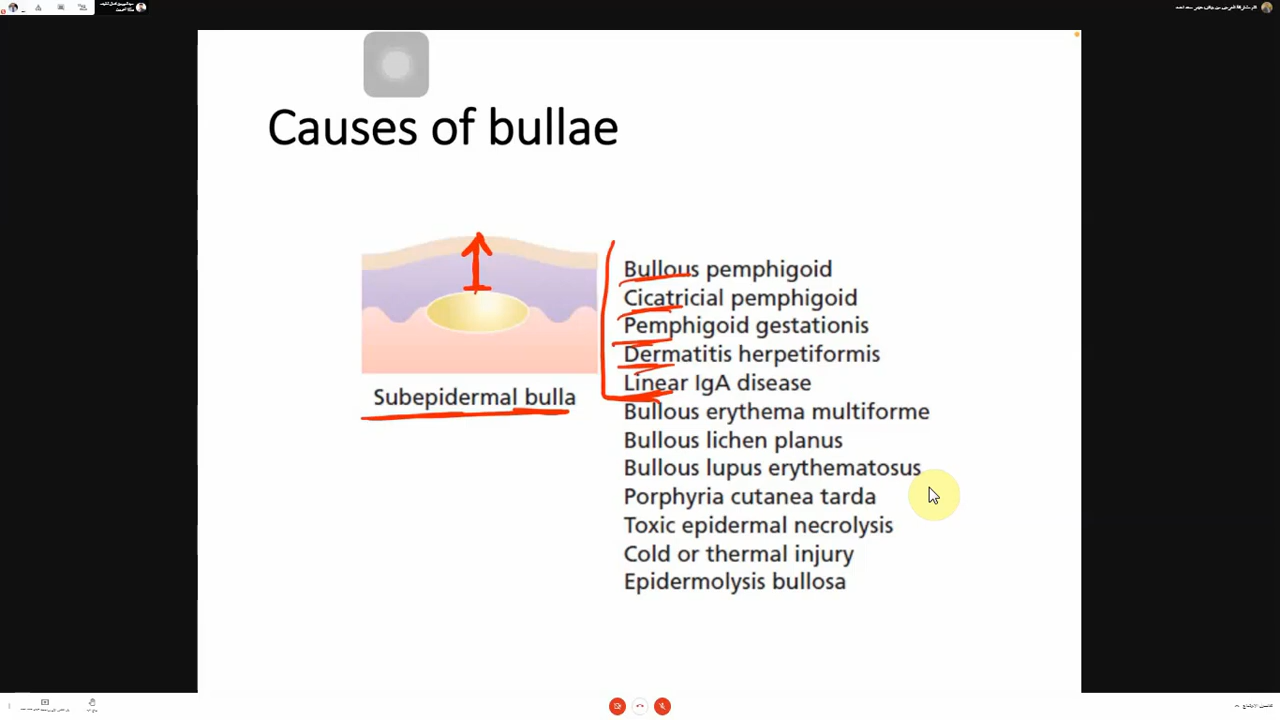 Causes of bullae
Subepidermal bulla
Bullous pemphigoid
Cicatricial pemphigoid
Pemphigoid gestationis
Dermatitis herpetiformis
Linear IgA disease
Bullous erythema multiforme
Bullous lichen planus
Bullous lupus erythematosus
Porphyria cutanea tarda
Toxic epidermal necrolysis
Cold or thermal injury
Epidermolysis bullosa